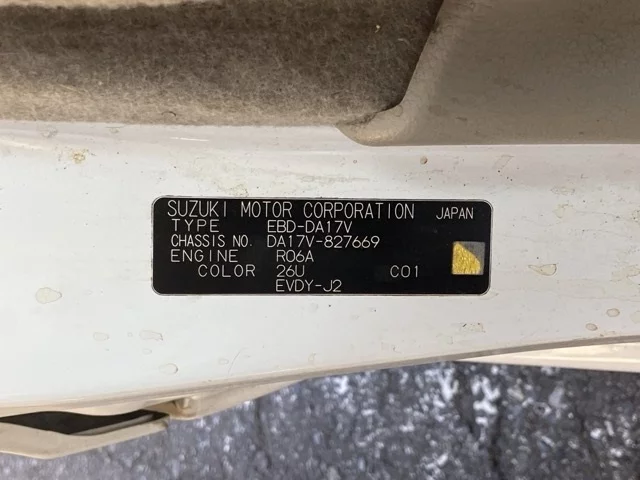 SUZUKI MOTOR CORPORATION JAPAN
TYPE EBD-DA17V
CHASSIS NO. DA17V-827669
ENGINE R06A
COLOR 26U C01
EVDY-J2